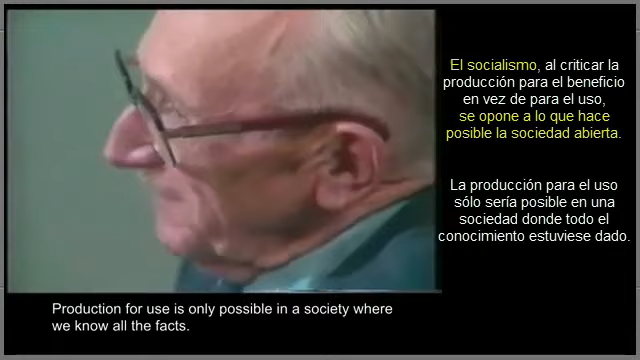 El socialismo, al criticar la
producción para el beneficio
en vez de para el uso,
se opone a lo que hace
posible la sociedad abierta.
La producción para el uso
sólo sería posible en una
sociedad donde todo el
conocimiento estuviese dado.
Production for use is only possible in a society where
we know all the facts.